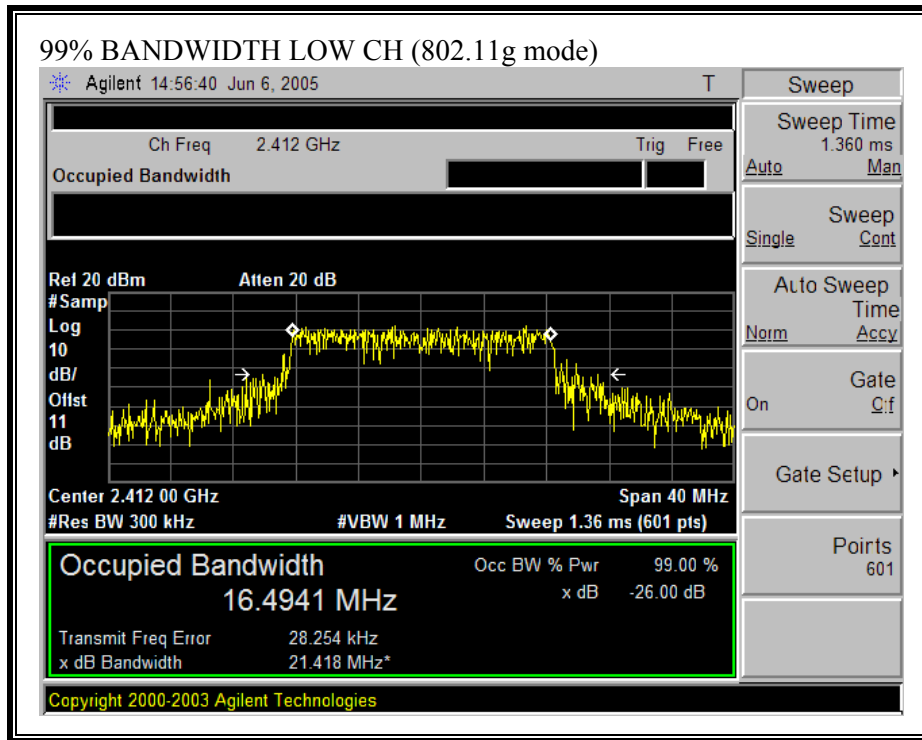 99% BANDWIDTH LOW CH (802.11g mode)
Agilent 14:56:40 Jun 6, 2005 T
Ch Freq 2.412 GHz Trig Free
Occupied Bandwidth
Ref 20 dBm Atten 20 dB
#Samp
Log
10
dB/
Offst
11
dB
Center 2.412 00 GHz Span 40 MHz
#Res BW 300 kHz #VBW 1 MHz Sweep 1.36 ms (601 pts)
Occupied Bandwidth
16.4941 MHz
Occ BW % Pwr 99.00 %
x dB -26.00 dB
Transmit Freq Error 28.254 kHz
x dB Bandwidth 21.418 MHz*
Copyright 2000-2003 Agilent Technologies
Sweep
Sweep Time
1.360 ms
Auto Man
Sweep
Single Cont
Auto Sweep
Time
Norm Accy
Gate
On Off
Gate Setup
Points
601